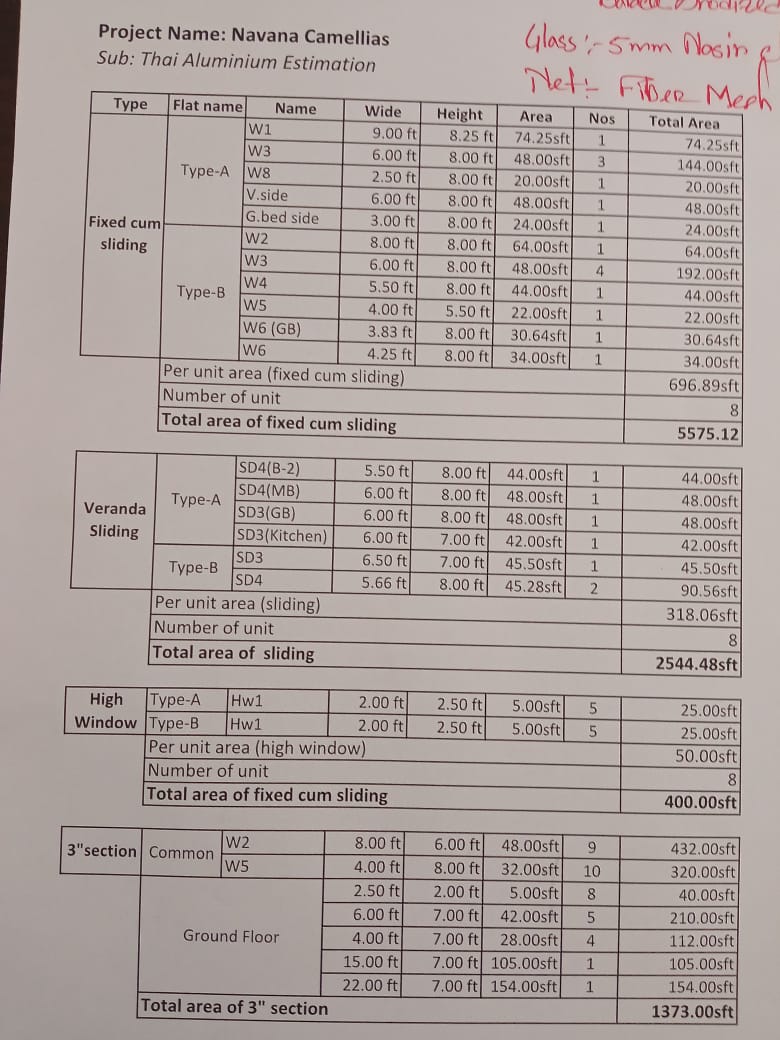 Project Name: Navana Camellias
Sub: Thai Aluminium Estimation
Glass :- 5mm Nasir
Net :- Fiber Mesh
Type Flat name Name Wide Height Area Nos Total Area
Fixed cum sliding
Type-A
W1 9.00 ft 8.25 ft 74.25sft 1 74.25sft
W3 6.00 ft 8.00 ft 48.00sft 3 144.00sft
W8 2.50 ft 8.00 ft 20.00sft 1 20.00sft
V.side 6.00 ft 8.00 ft 48.00sft 1 48.00sft
G.bed side 3.00 ft 8.00 ft 24.00sft 1 24.00sft
Type-B
W2 8.00 ft 8.00 ft 64.00sft 1 64.00sft
W3 6.00 ft 8.00 ft 48.00sft 4 192.00sft
W4 5.50 ft 8.00 ft 44.00sft 1 44.00sft
W5 4.00 ft 5.50 ft 22.00sft 1 22.00sft
W6 (GB) 3.83 ft 8.00 ft 30.64sft 1 30.64sft
W6 4.25 ft 8.00 ft 34.00sft 1 34.00sft
Per unit area (fixed cum sliding) 696.89sft
Number of unit 8
Total area of fixed cum sliding 5575.12
Veranda Sliding
Type-A
SD4(B-2) 5.50 ft 8.00 ft 44.00sft 1 44.00sft
SD4(MB) 6.00 ft 8.00 ft 48.00sft 1 48.00sft
SD3(GB) 6.00 ft 8.00 ft 48.00sft 1 48.00sft
SD3(Kitchen) 6.00 ft 7.00 ft 42.00sft 1 42.00sft
Type-B
SD3 6.50 ft 7.00 ft 45.50sft 1 45.50sft
SD4 5.66 ft 8.00 ft 45.28sft 2 90.56sft
Per unit area (sliding) 318.06sft
Number of unit 8
Total area of sliding 2544.48sft
High Window
Type-A Hw1 2.00 ft 2.50 ft 5.00sft 5 25.00sft
Type-B Hw1 2.00 ft 2.50 ft 5.00sft 5 25.00sft
Per unit area (high window) 50.00sft
Number of unit 8
Total area of fixed cum sliding 400.00sft
3"section Common
W2 8.00 ft 6.00 ft 48.00sft 9 432.00sft
W5 4.00 ft 8.00 ft 32.00sft 10 320.00sft
Ground Floor
2.50 ft 2.00 ft 5.00sft 8 40.00sft
6.00 ft 7.00 ft 42.00sft 5 210.00sft
4.00 ft 7.00 ft 28.00sft 4 112.00sft
15.00 ft 7.00 ft 105.00sft 1 105.00sft
22.00 ft 7.00 ft 154.00sft 1 154.00sft
Total area of 3" section 1373.00sft